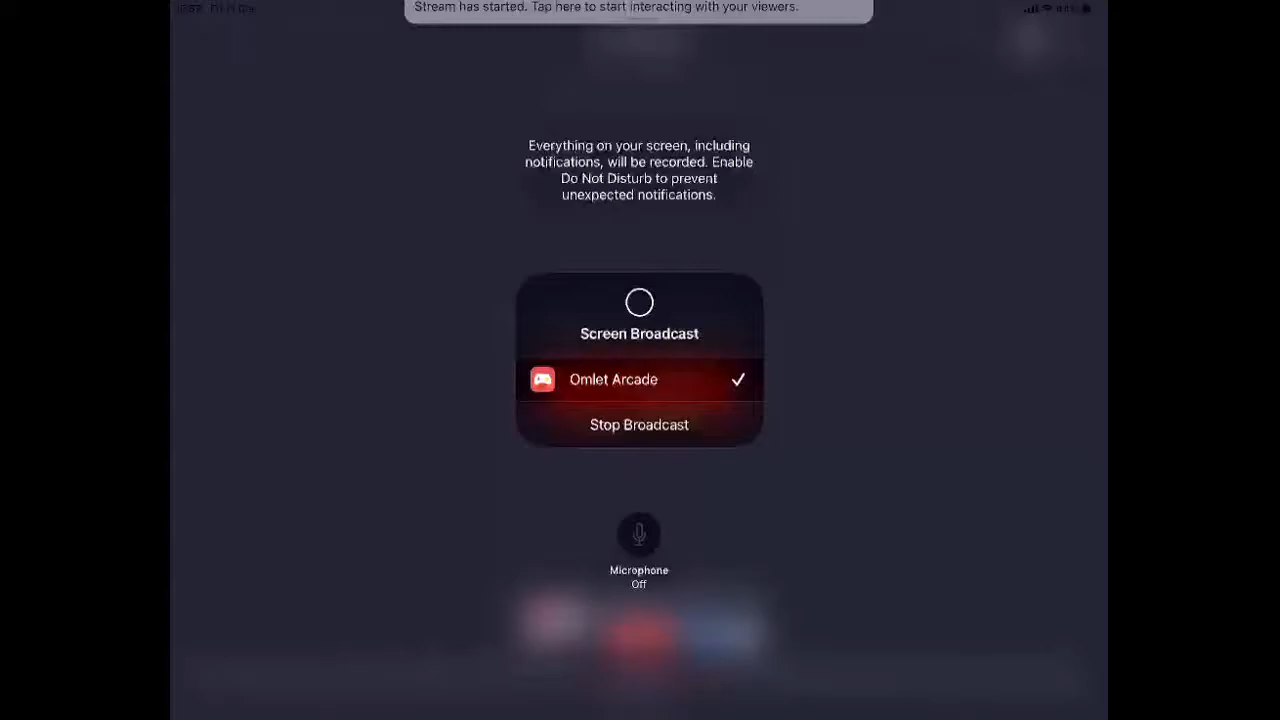 Stream has started. Tap here to start interacting with your viewers.
Everything on your screen, including
notifications, will be recorded. Enable
Do Not Disturb to prevent
unexpected notifications.
Screen Broadcast
Omlet Arcade
Stop Broadcast
Microphone
Off